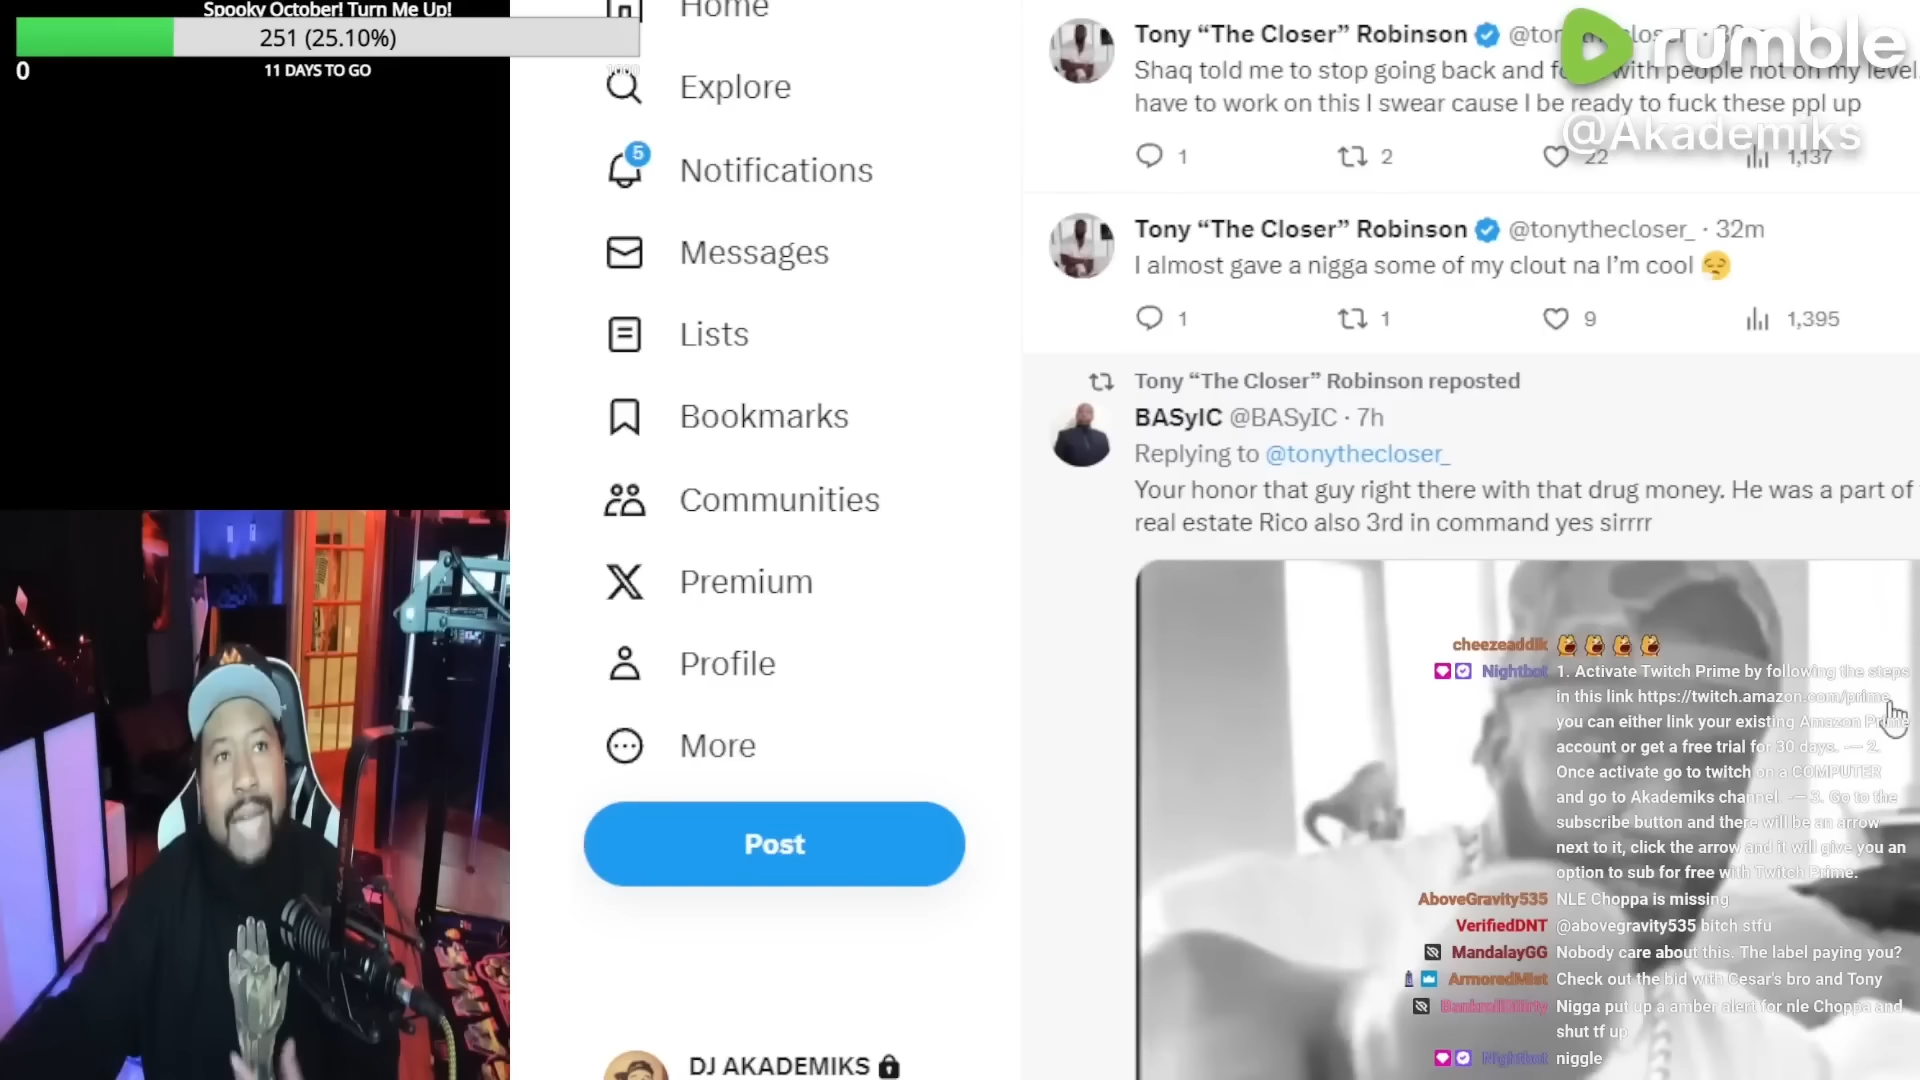 Spooky October! Turn Me Up!
251 (25.10%)
0
11 DAYS TO GO
1000
Home
Explore
5
Notifications
Messages
Lists
Bookmarks
Communities
Premium
Profile
More
Post
DJ AKADEMIKS
Tony “The Closer” Robinson
Shaq told me to stop going back and with people not on my level.
have to work on this I swear cause I be ready to fuck these ppl up
1 2 22 1,137
rumble
@Akademiks
Tony “The Closer” Robinson @tonythecloser_ · 32m
I almost gave a nigga some of my clout na I’m cool 😔
1 1 9 1,395
Tony “The Closer” Robinson reposted
BASyIC @BASyIC · 7h
Replying to @tonythecloser_
Your honor that guy right there with that drug money. He was a part of
real estate Rico also 3rd in command yes sirrrr
cheezeaddik
Nightbot 1. Activate Twitch Prime by following the steps
in this link https://twitch.amazon.com/prime,
you can either link your existing Amazon Prime
account or get a free trial for 30 days. -— 2.
Once activate go to twitch on a COMPUTER
and go to Akademiks channel. -— 3. Go to the
subscribe button and there will be an arrow
next to it, click the arrow and it will give you an
option to sub for free with Twitch Prime.
AboveGravity535 NLE Choppa is missing
VerifiedDNT @abovegravity535 bitch stfu
MandalayGG Nobody care about this. The label paying you?
ArmoredMist Check out the bid with Cesar's bro and Tony
Nigga put up a amber alert for nle Choppa and
shut tf up
Nightbot niggle